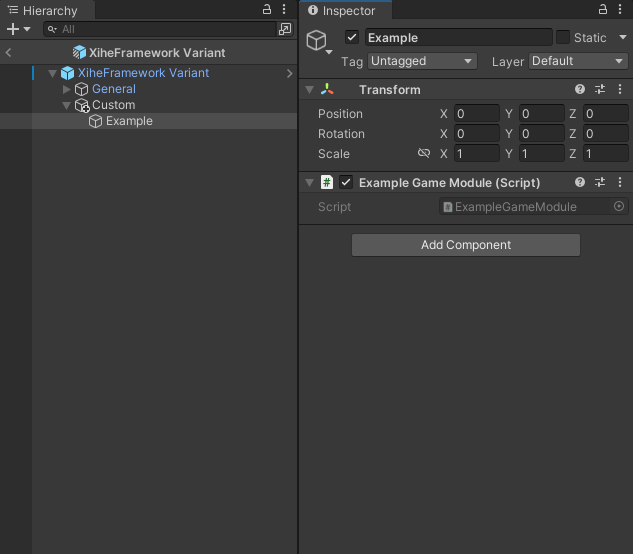 Hierarchy
All
XiheFramework Variant
XiheFramework Variant
General
Custom
Example
Inspector
Example
Static
Tag Untagged Layer Default
Transform
Position X 0 Y 0 Z 0
Rotation X 0 Y 0 Z 0
Scale X 1 Y 1 Z 1
# Example Game Module (Script)
Script ExampleGameModule
Add Component